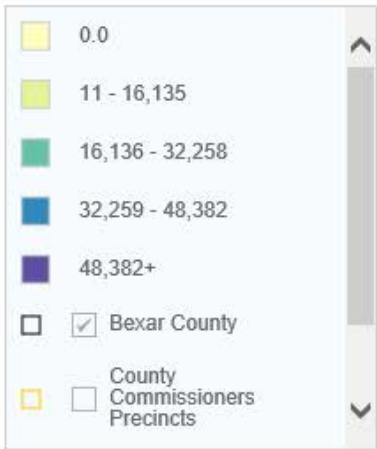 0.0
11 - 16,135
16,136 - 32,258
32,259 - 48,382
48,382+
Bexar County
County
Commissioners
Precincts